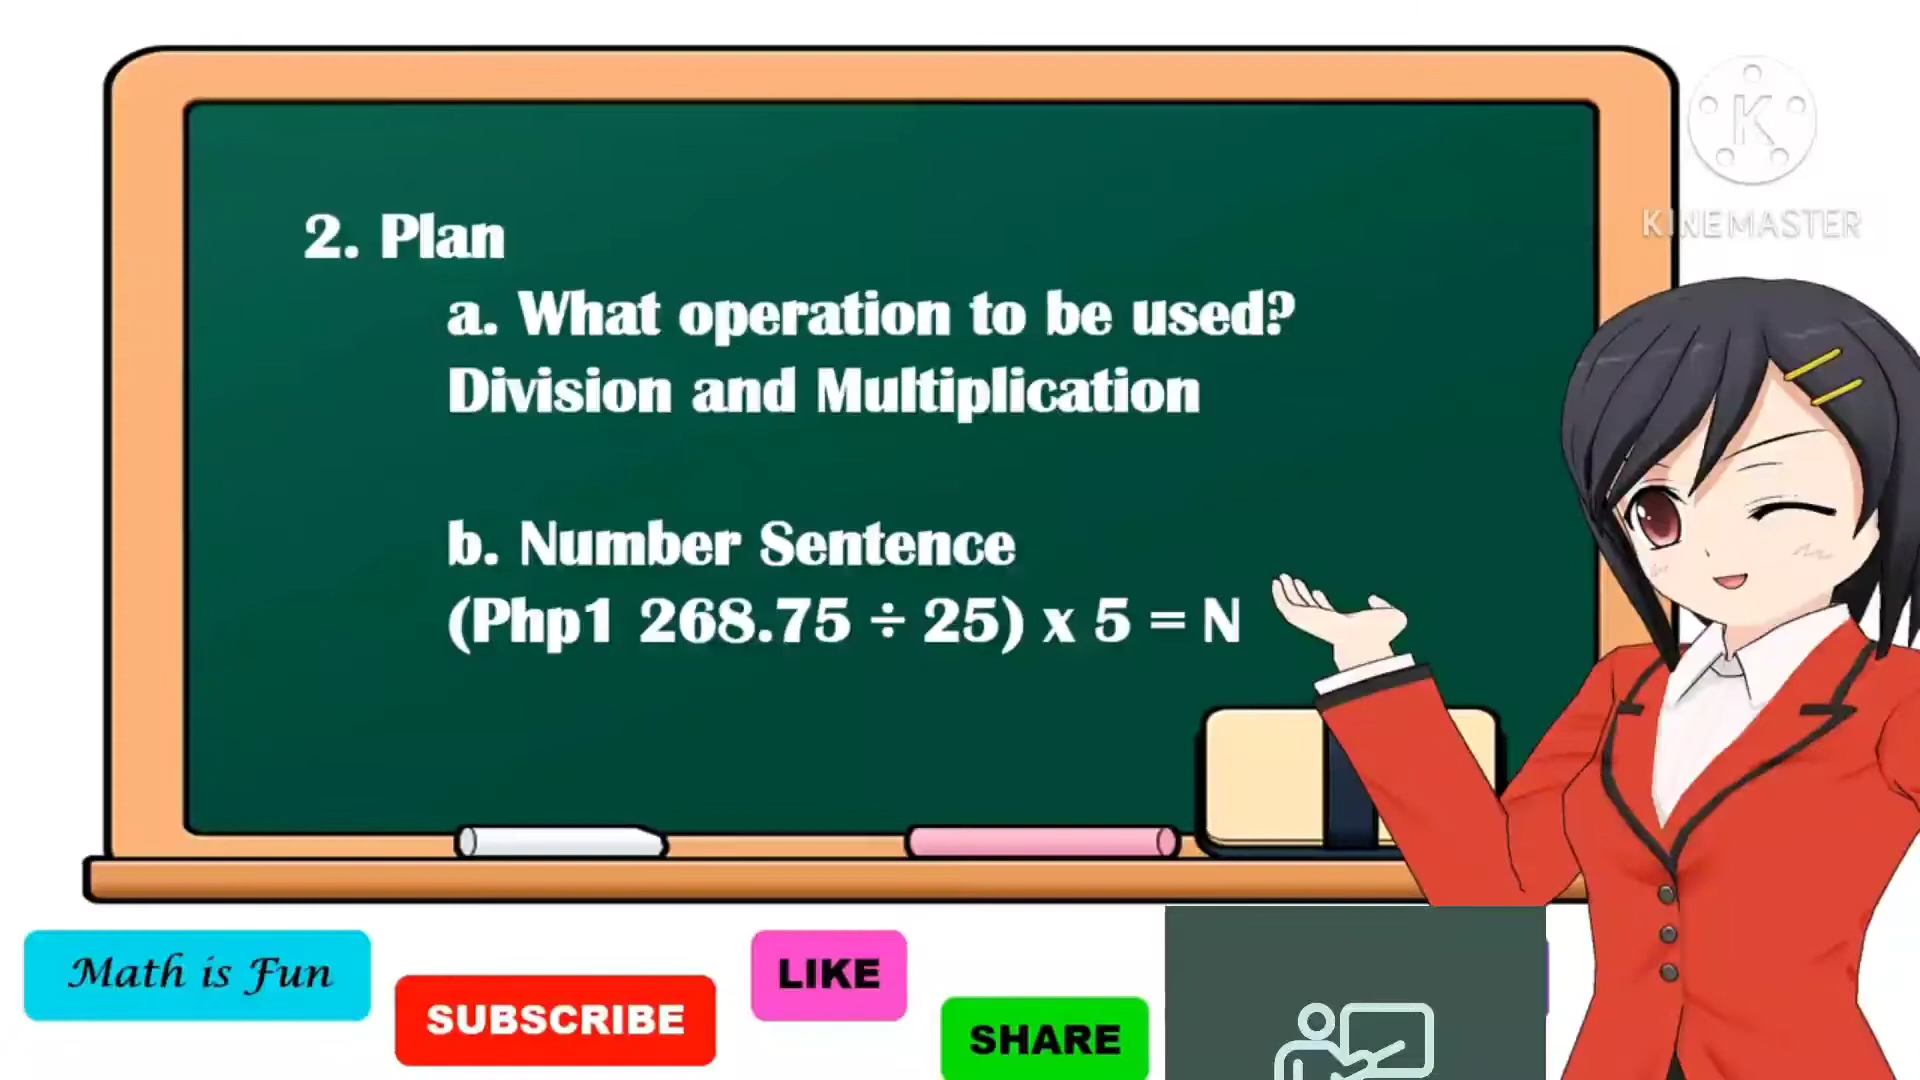 2. Plan
a. What operation to be used?
Division and Multiplication
b. Number Sentence
(Php1 268.75 ÷ 25) x 5 = N
K
KINEMASTER
Math is Fun
SUBSCRIBE
LIKE
SHARE